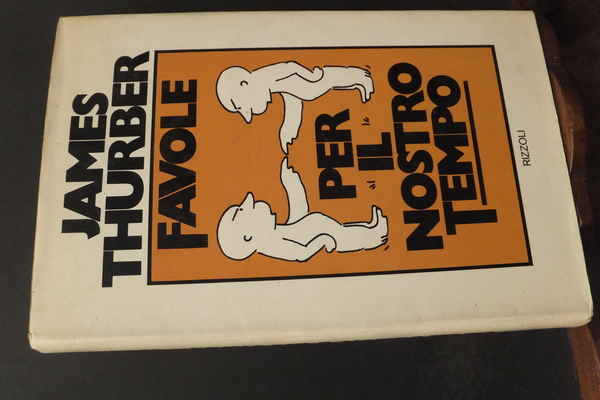 JAMES
THURBER
FAVOLE
PER
IL
NOSTRO
TEMPO
RIZZOLI